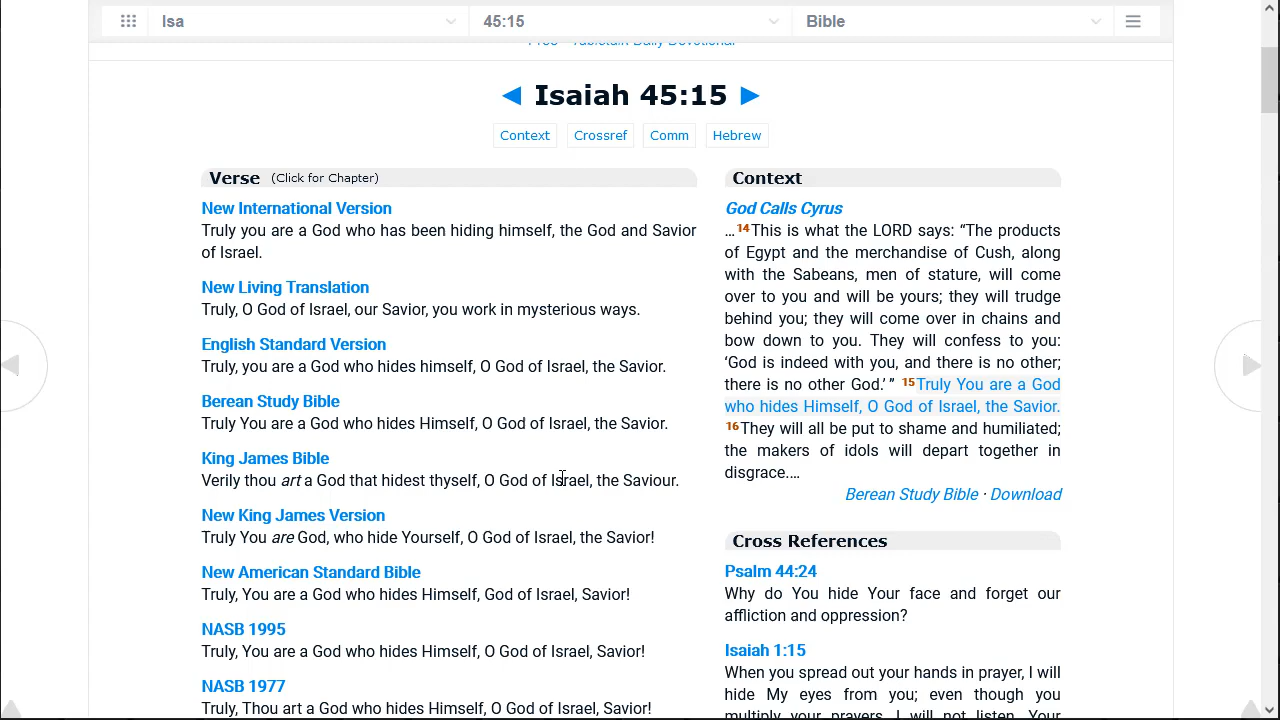 Isa
45:15
Bible
Isaiah 45:15
Context
Crossref
Comm
Hebrew
Verse (Click for Chapter)
New International Version
Truly you are a God who has been hiding himself, the God and Savior
of Israel.
New Living Translation
Truly, O God of Israel, our Savior, you work in mysterious ways.
English Standard Version
Truly, you are a God who hides himself, O God of Israel, the Savior.
Berean Study Bible
Truly You are a God who hides Himself, O God of Israel, the Savior.
King James Bible
Verily thou art a God that hidest thyself, O God of Israel, the Saviour.
New King James Version
Truly You are God, who hide Yourself, O God of Israel, the Savior!
New American Standard Bible
Truly, You are a God who hides Himself, God of Israel, Savior!
NASB 1995
Truly, You are a God who hides Himself, O God of Israel, Savior!
NASB 1977
Truly, Thou art a God who hides Himself, O God of Israel, Savior!
Context
God Calls Cyrus
…14This is what the LORD says: “The products
of Egypt and the merchandise of Cush, along
with the Sabeans, men of stature, will come
over to you and will be yours; they will trudge
behind you; they will come over in chains and
bow down to you. They will confess to you:
‘God is indeed with you, and there is no other;
there is no other God.’ ” 15Truly You are a God
who hides Himself, O God of Israel, the Savior.
16They will all be put to shame and humiliated;
the makers of idols will depart together in
disgrace.…
Berean Study Bible · Download
Cross References
Psalm 44:24
Why do You hide Your face and forget our
affliction and oppression?
Isaiah 1:15
When you spread out your hands in prayer, I will
hide My eyes from you; even though you
multiply your prayers, I will not listen. Your